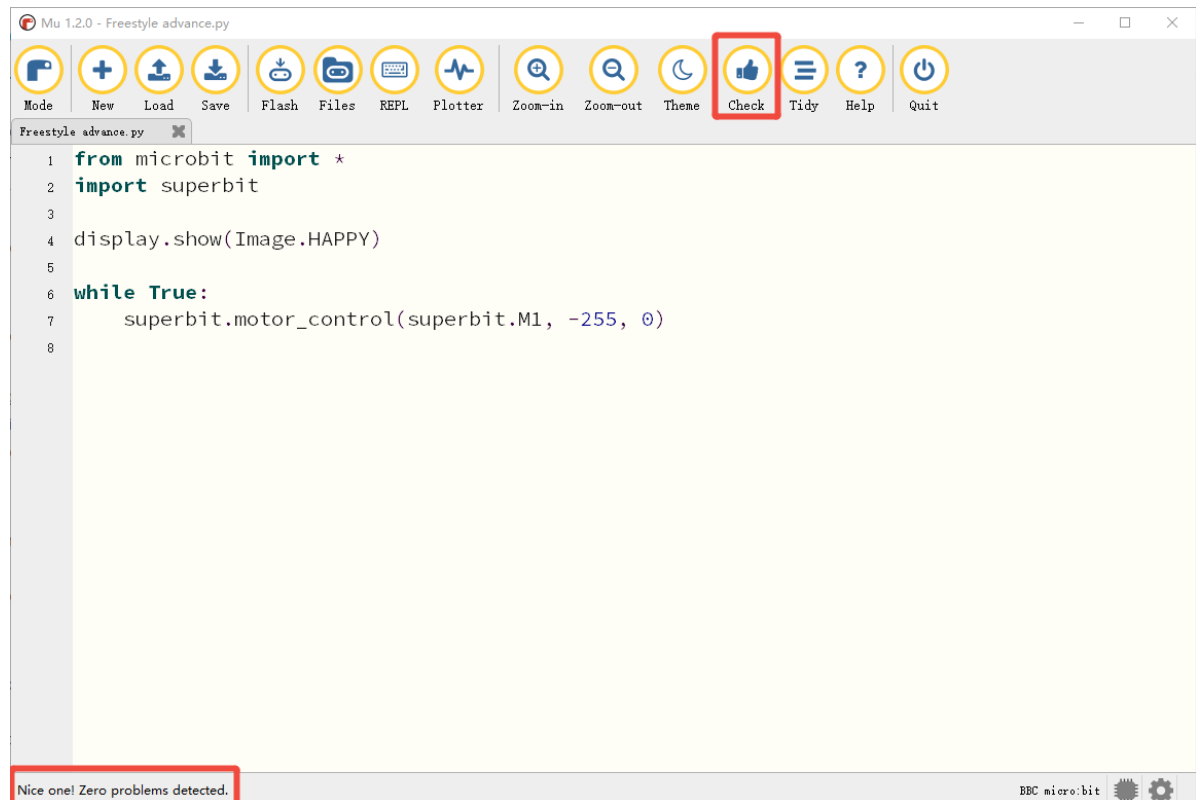 Mu 1.2.0 - Freestyle advance.py
Mode New Load Save Flash Files REPL Plotter Zoom-in Zoom-out Theme Check Tidy Help Quit
Freestyle advance.py
1 from microbit import *
2 import superbit
3
4 display.show(Image.HAPPY)
5
6 while True:
7     superbit.motor_control(superbit.M1, -255, 0)
8
Nice one! Zero problems detected. BBC micro:bit